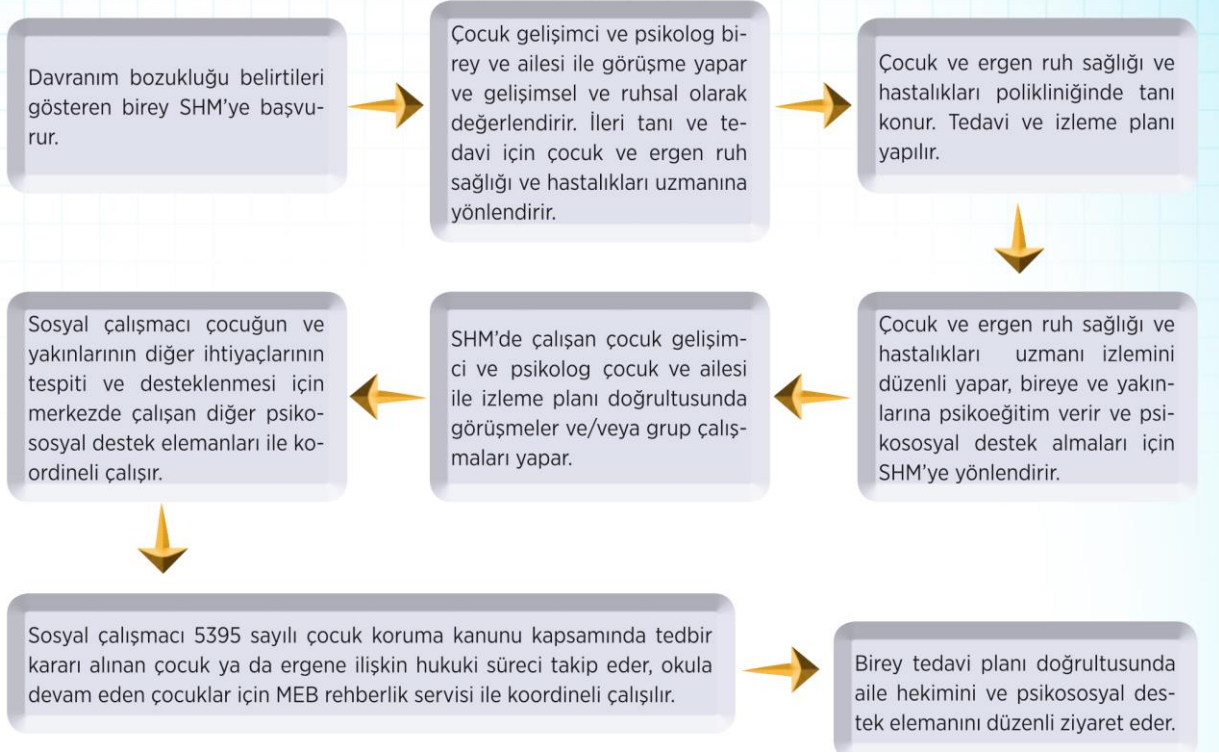 Davranım bozukluğu belirtileri
gösteren birey SHM’ye başvu-
rur.
Çocuk gelişimci ve psikolog bi-
rey ve ailesi ile görüşme yapar
ve gelişimsel ve ruhsal olarak
değerlendirir. İleri tanı ve te-
davi için çocuk ve ergen ruh
sağlığı ve hastalıkları uzmanına
yönlendirir.
Çocuk ve ergen ruh sağlığı ve
hastalıkları polikliniğinde tanı
konur. Tedavi ve izleme planı
yapılır.
Çocuk ve ergen ruh sağlığı ve
hastalıkları uzmanı izlemini
düzenli yapar, bireye ve yakın-
larına psikoeğitim verir ve psi-
kososyal destek almaları için
SHM’ye yönlendirir.
SHM’de çalışan çocuk gelişim-
ci ve psikolog çocuk ve ailesi
ile izleme planı doğrultusunda
görüşmeler ve/veya grup çalış-
maları yapar.
Sosyal çalışmacı çocuğun ve
yakınlarının diğer ihtiyaçlarının
tespiti ve desteklenmesi için
merkezde çalışan diğer psiko-
sosyal destek elemanları ile ko-
ordineli çalışır.
Sosyal çalışmacı 5395 sayılı çocuk koruma kanunu kapsamında tedbir
kararı alınan çocuk ya da ergene ilişkin hukuki süreci takip eder, okula
devam eden çocuklar için MEB rehberlik servisi ile koordineli çalışılır.
Birey tedavi planı doğrultusunda
aile hekimini ve psikososyal des-
tek elemanını düzenli ziyaret eder.